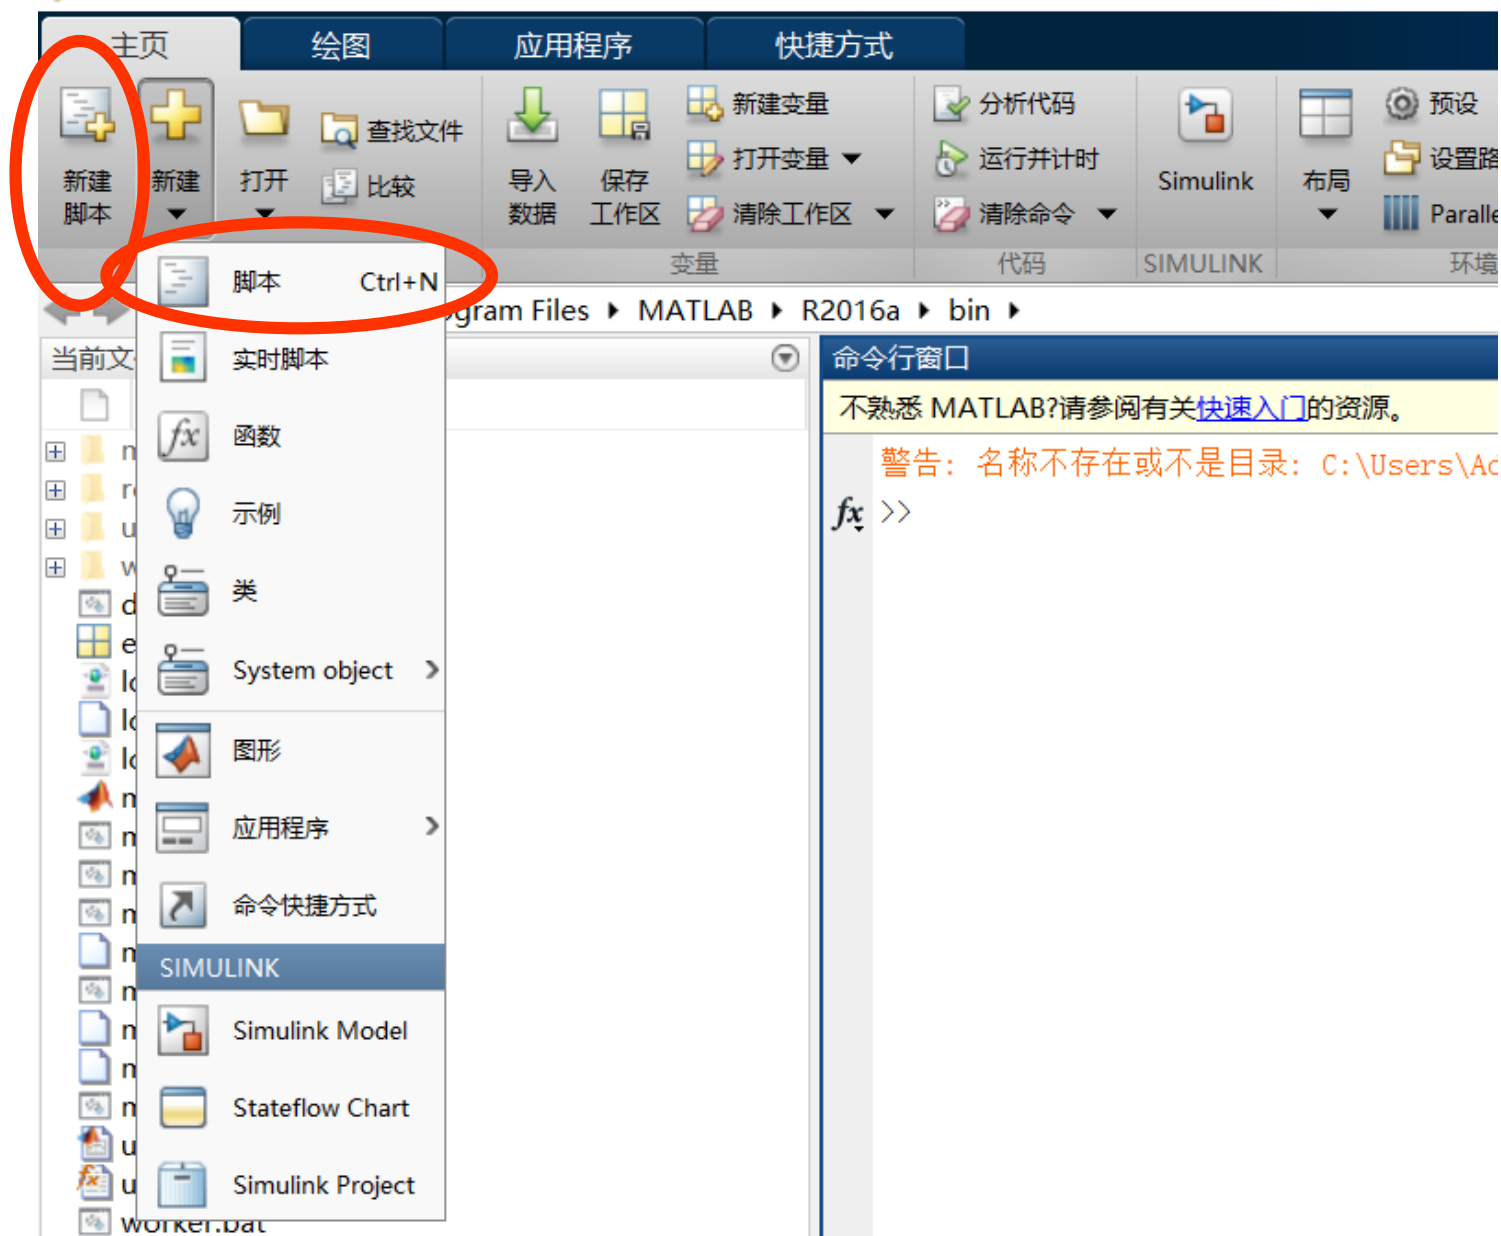 主页 绘图 应用程序 快捷方式
新建脚本 新建 打开 查找文件 比较 导入数据 保存工作区 新建变量 打开变量 清除工作区 分析代码 运行并计时 清除命令 Simulink 布局 预设 设置路 Paralle
变量 代码 SIMULINK 环境
gram Files MATLAB R2016a bin
当前文
脚本 Ctrl+N
实时脚本
函数
示例
类
System object
图形
应用程序
命令快捷方式
SIMULINK
Simulink Model
Stateflow Chart
Simulink Project
worker.bat
命令行窗口
不熟悉 MATLAB?请参阅有关快速入门的资源。
警告: 名称不存在或不是目录: C:\Users\Ad
fx >>